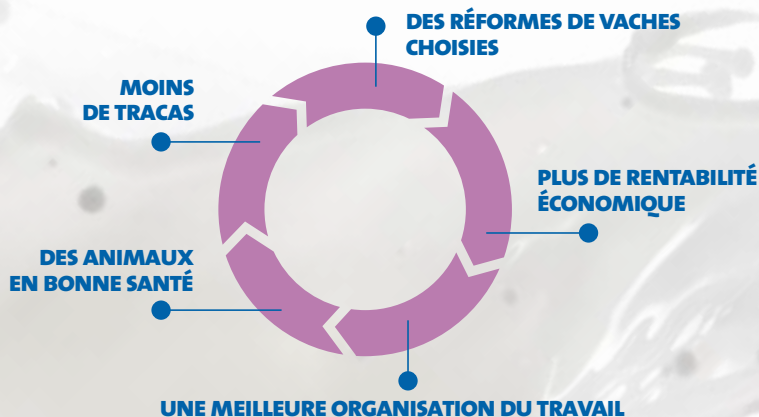 DES RÉFORMES DE VACHES
CHOISIES
MOINS
DE TRACAS
PLUS DE RENTABILITÉ
ÉCONOMIQUE
DES ANIMAUX
EN BONNE SANTÉ
UNE MEILLEURE ORGANISATION DU TRAVAIL